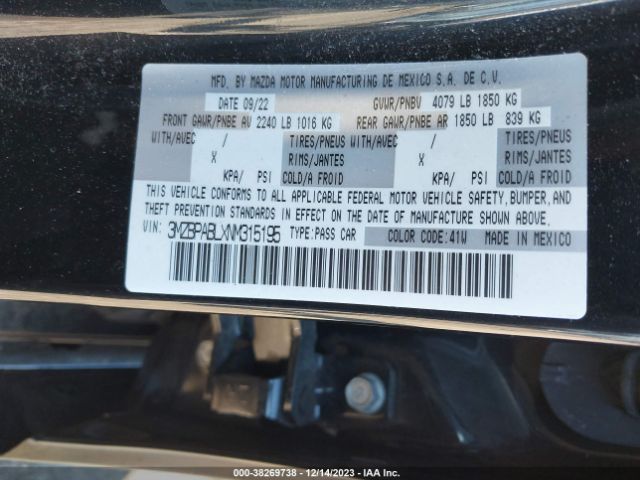 MFD. BY MAZDA MOTOR MANUFACTURING DE MEXICO S.A. DE C.V.
DATE 09/22 GVWR/PNBV 4079 LB 1850 KG
FRONT GAWR/PNBE AV 2240 LB 1016 KG REAR GAWR/PNBE AR 1850 LB 839 KG
WITH/AVEC / TIRES/PNEUS WITH/AVEC / TIRES/PNEUS
X RIMS/JANTES X RIMS/JANTES
KPA/ PSI COLD/A FROID KPA/ PSI COLD/A FROID
THIS VEHICLE CONFORMS TO ALL APPLICABLE FEDERAL MOTOR VEHICLE SAFETY, BUMPER, AND
THEFT PREVENTION STANDARDS IN EFFECT ON THE DATE OF MANUFACTURE SHOWN ABOVE.
VIN: 3MZBPABLXNM315195 TYPE:PASS CAR COLOR CODE:41W MADE IN MEXICO
000-38269738 - 12/14/2023 - IAA Inc.